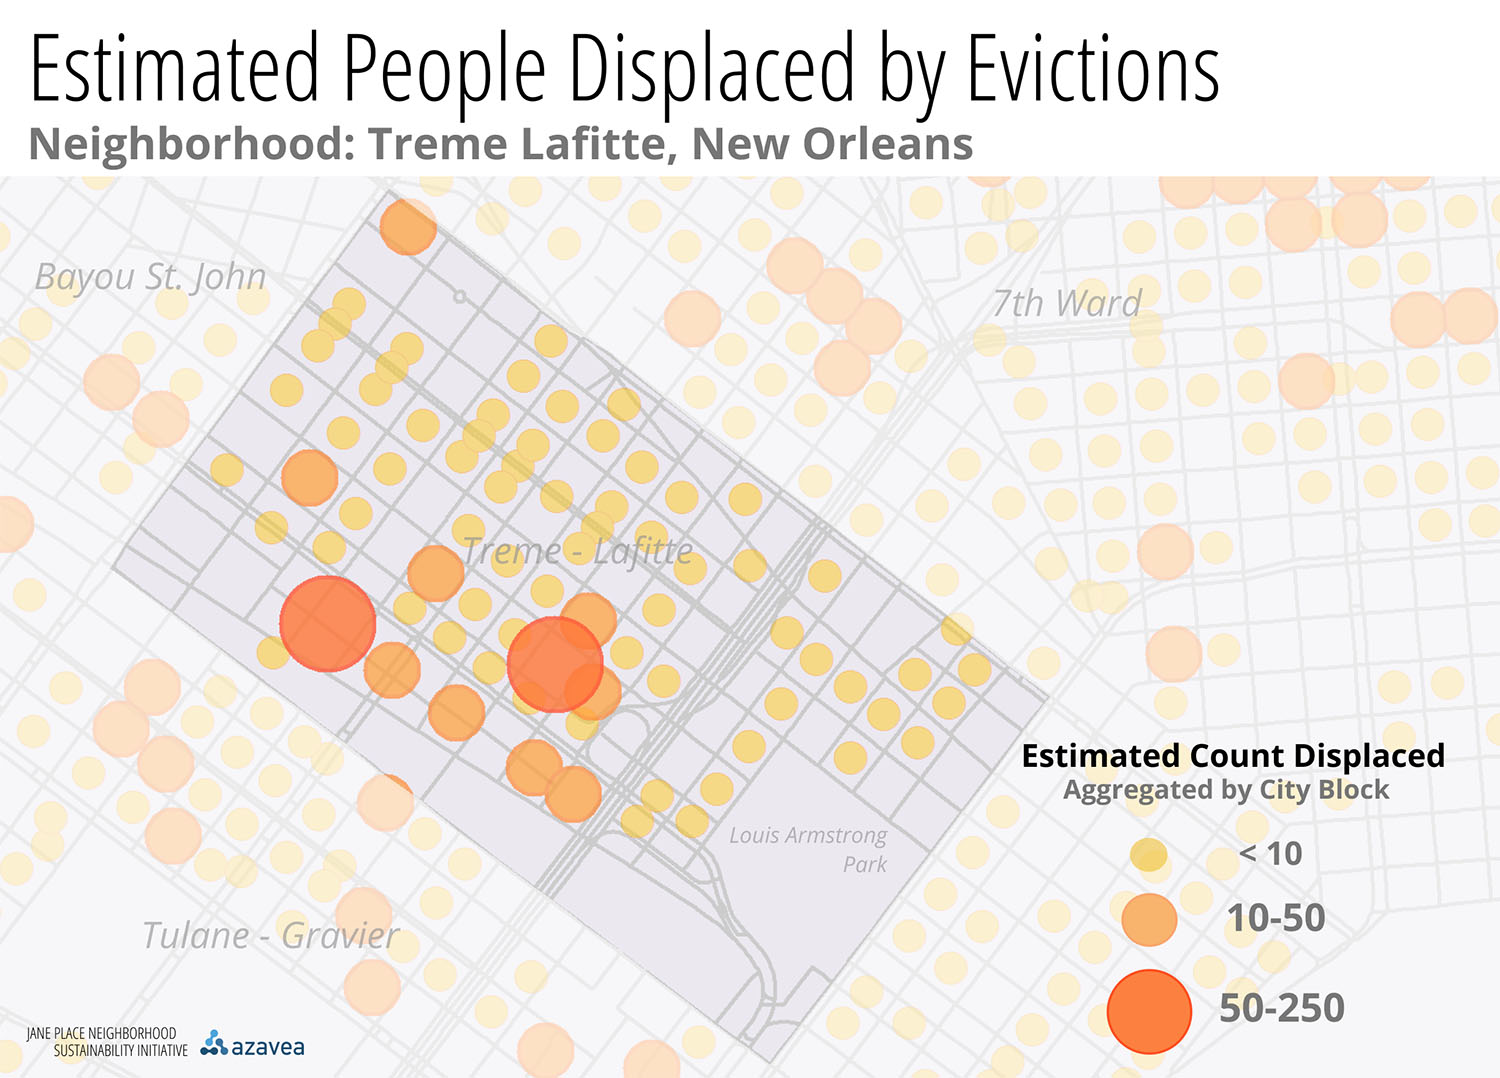 Estimated People Displaced by Evictions
Neighborhood: Treme Lafitte, New Orleans
Bayou St. John
7th Ward
Treme - Lafitte
Louis Armstrong
Park
Tulane - Gravier
Estimated Count Displaced
Aggregated by City Block
< 10
10-50
50-250
JANE PLACE NEIGHBORHOOD
SUSTAINABILITY INITIATIVE
azavea